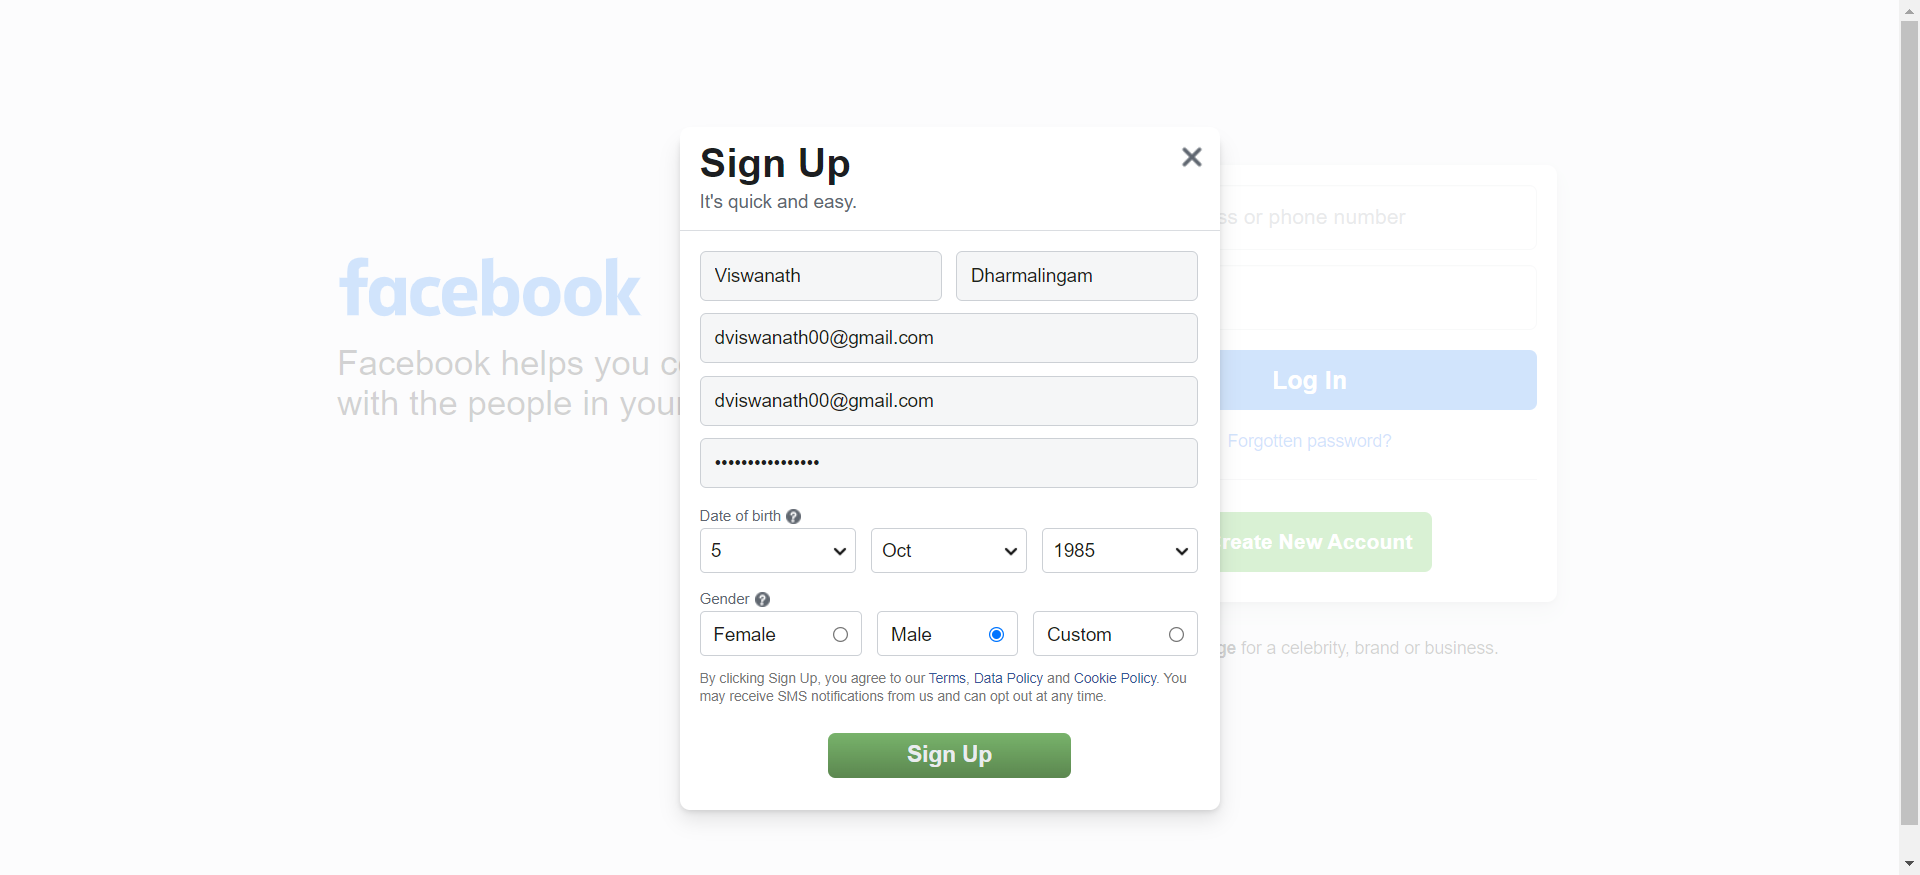 Sign Up
It's quick and easy.
Viswanath
Dharmalingam
dviswanath00@gmail.com
dviswanath00@gmail.com
••••••••••••••••
Date of birth
5
Oct
1985
Gender
Female
Male
Custom
By clicking Sign Up, you agree to our Terms, Data Policy and Cookie Policy. You
may receive SMS notifications from us and can opt out at any time.
Sign Up
facebook
Facebook helps you
with the people in your
or phone number
Log In
Forgotten password?
reate New Account
for a celebrity, brand or business.